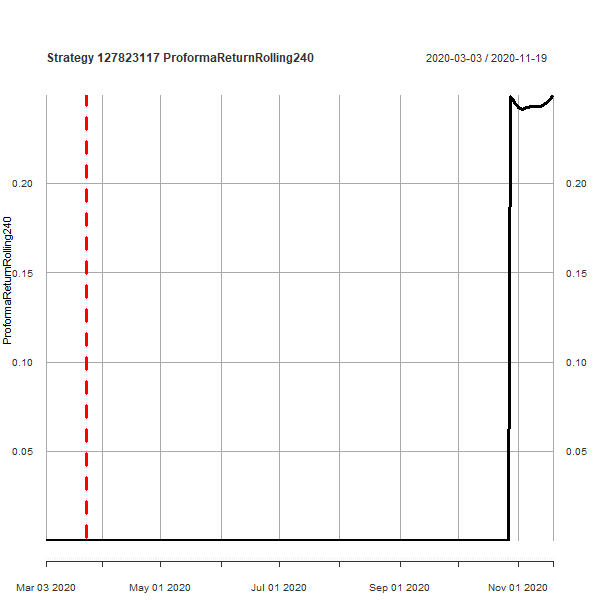 Strategy 127823117 ProformaReturnRolling240
2020-03-03 / 2020-11-19
ProformaReturnRolling240
0.20 0.20
0.15 0.15
0.10 0.10
0.05 0.05
Mar 03 2020 May 01 2020 Jul 01 2020 Sep 01 2020 Nov 01 2020